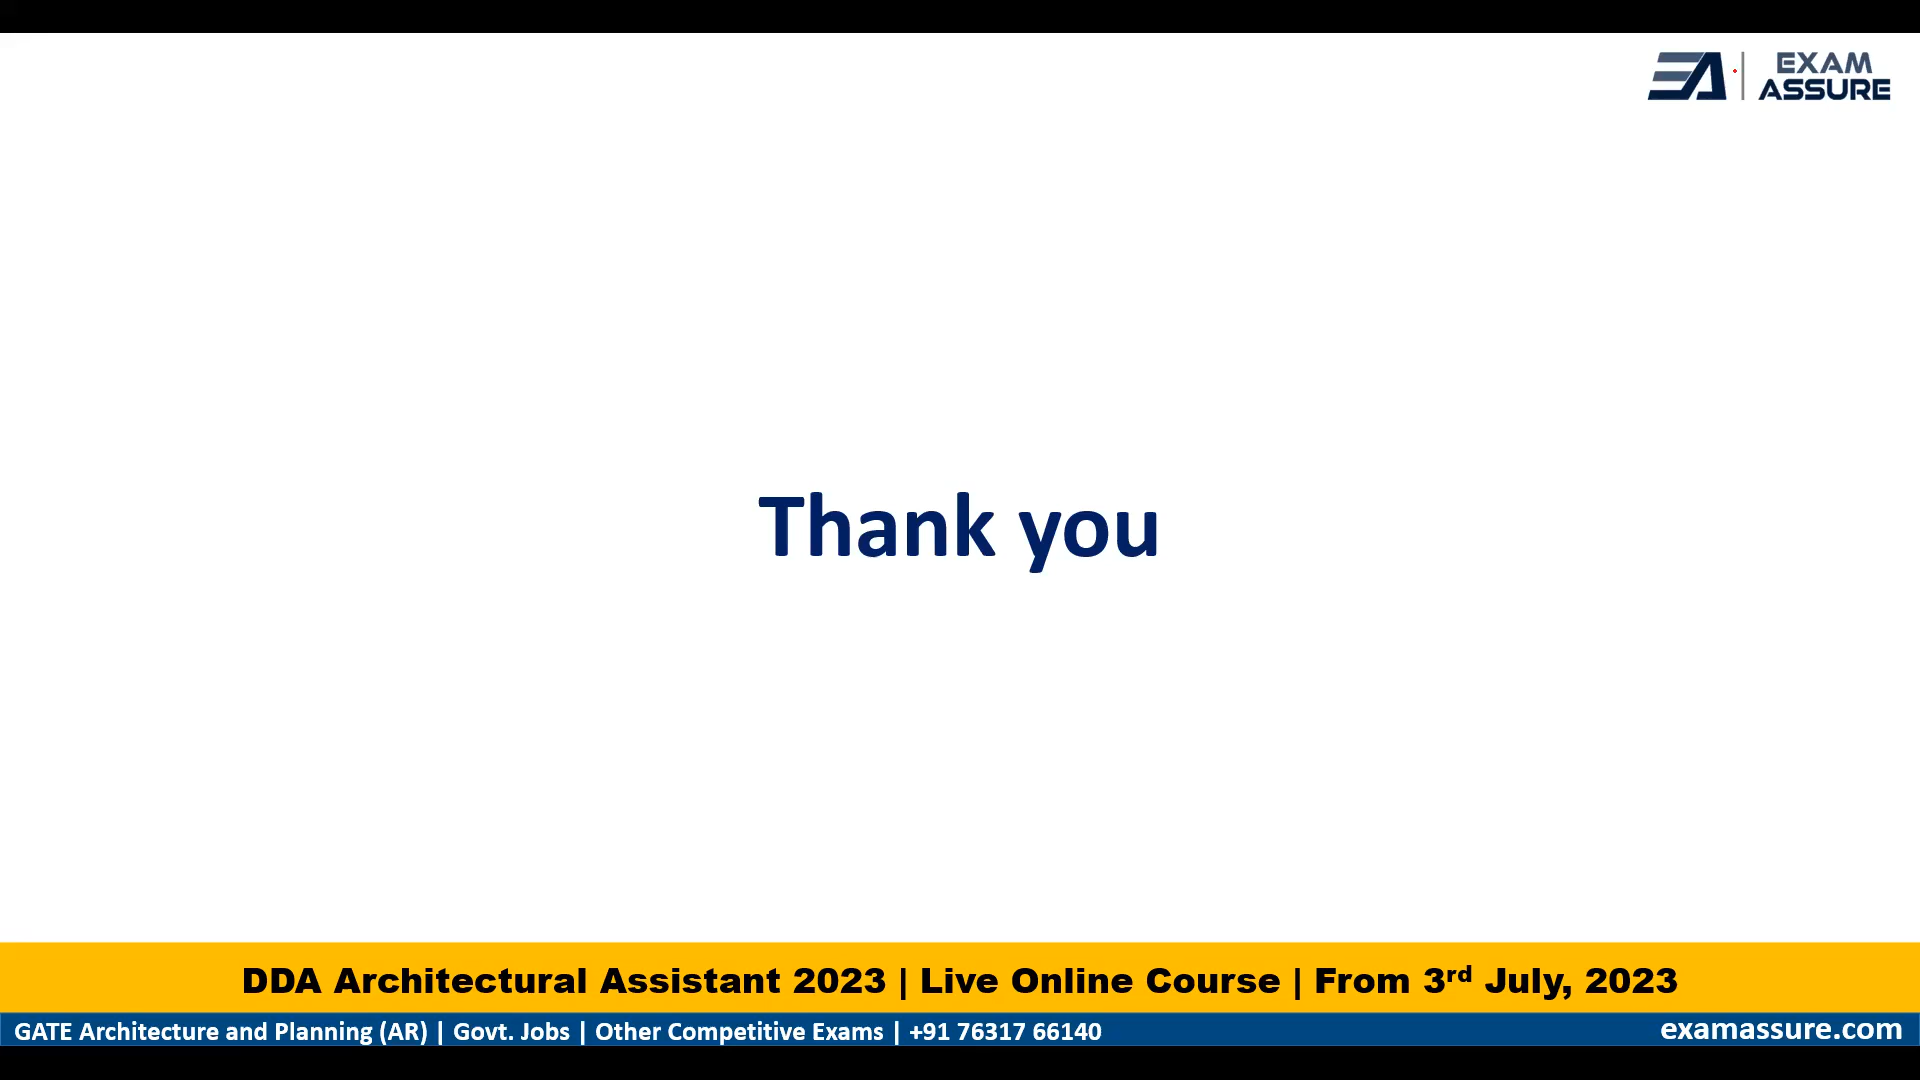 EXAM
ASSURE
Thank you
DDA Architectural Assistant 2023 | Live Online Course | From 3rd July, 2023
GATE Architecture and Planning (AR) | Govt. Jobs | Other Competitive Exams | +91 76317 66140
examassure.com